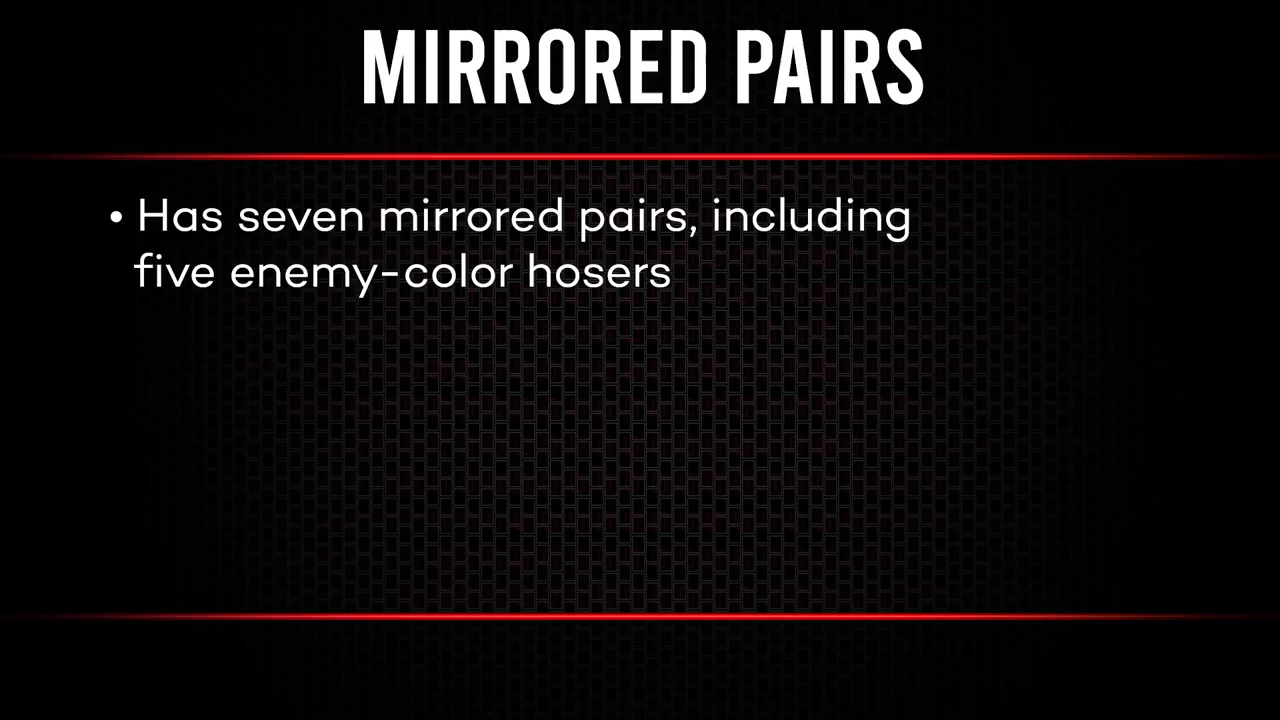 MIRRORED PAIRS
• Has seven mirrored pairs, including
five enemy-color hosers